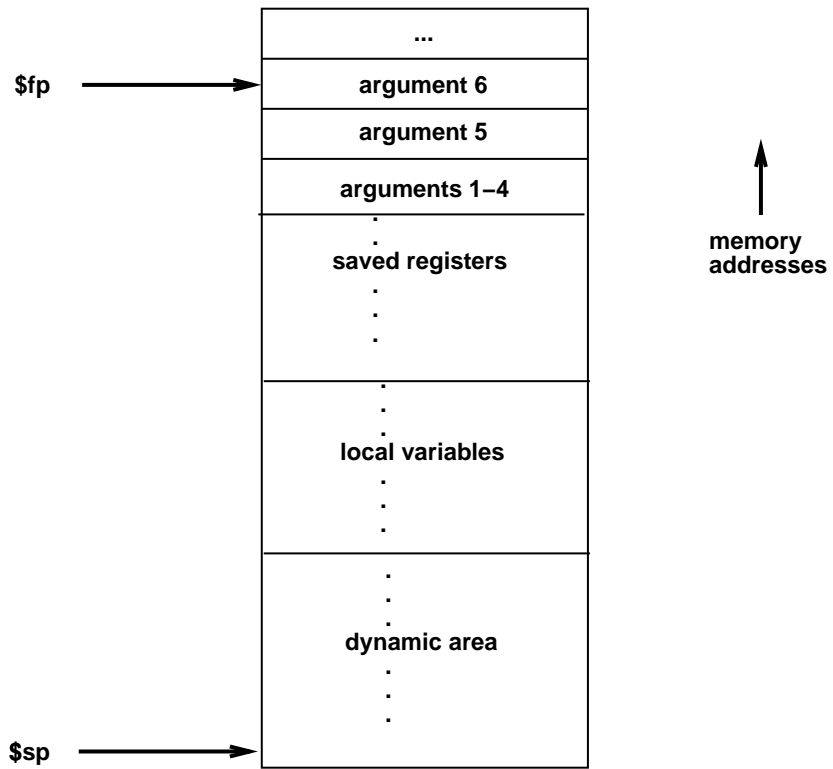 ...
$fp
argument 6
argument 5
arguments 1−4
saved registers
memory
addresses
local variables
dynamic area
$sp